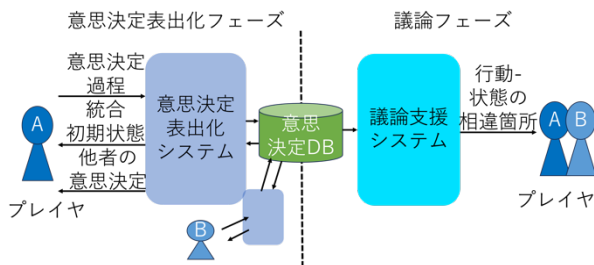 意思決定表出化フェーズ
議論フェーズ
意思決定
過程
統合
初期状態
他者の
意思決定
A
プレイヤ
意思決定
表出化
システム
意思
決定DB
B
議論支援
システム
行動-
状態の
相違箇所
A
B
プレイヤ